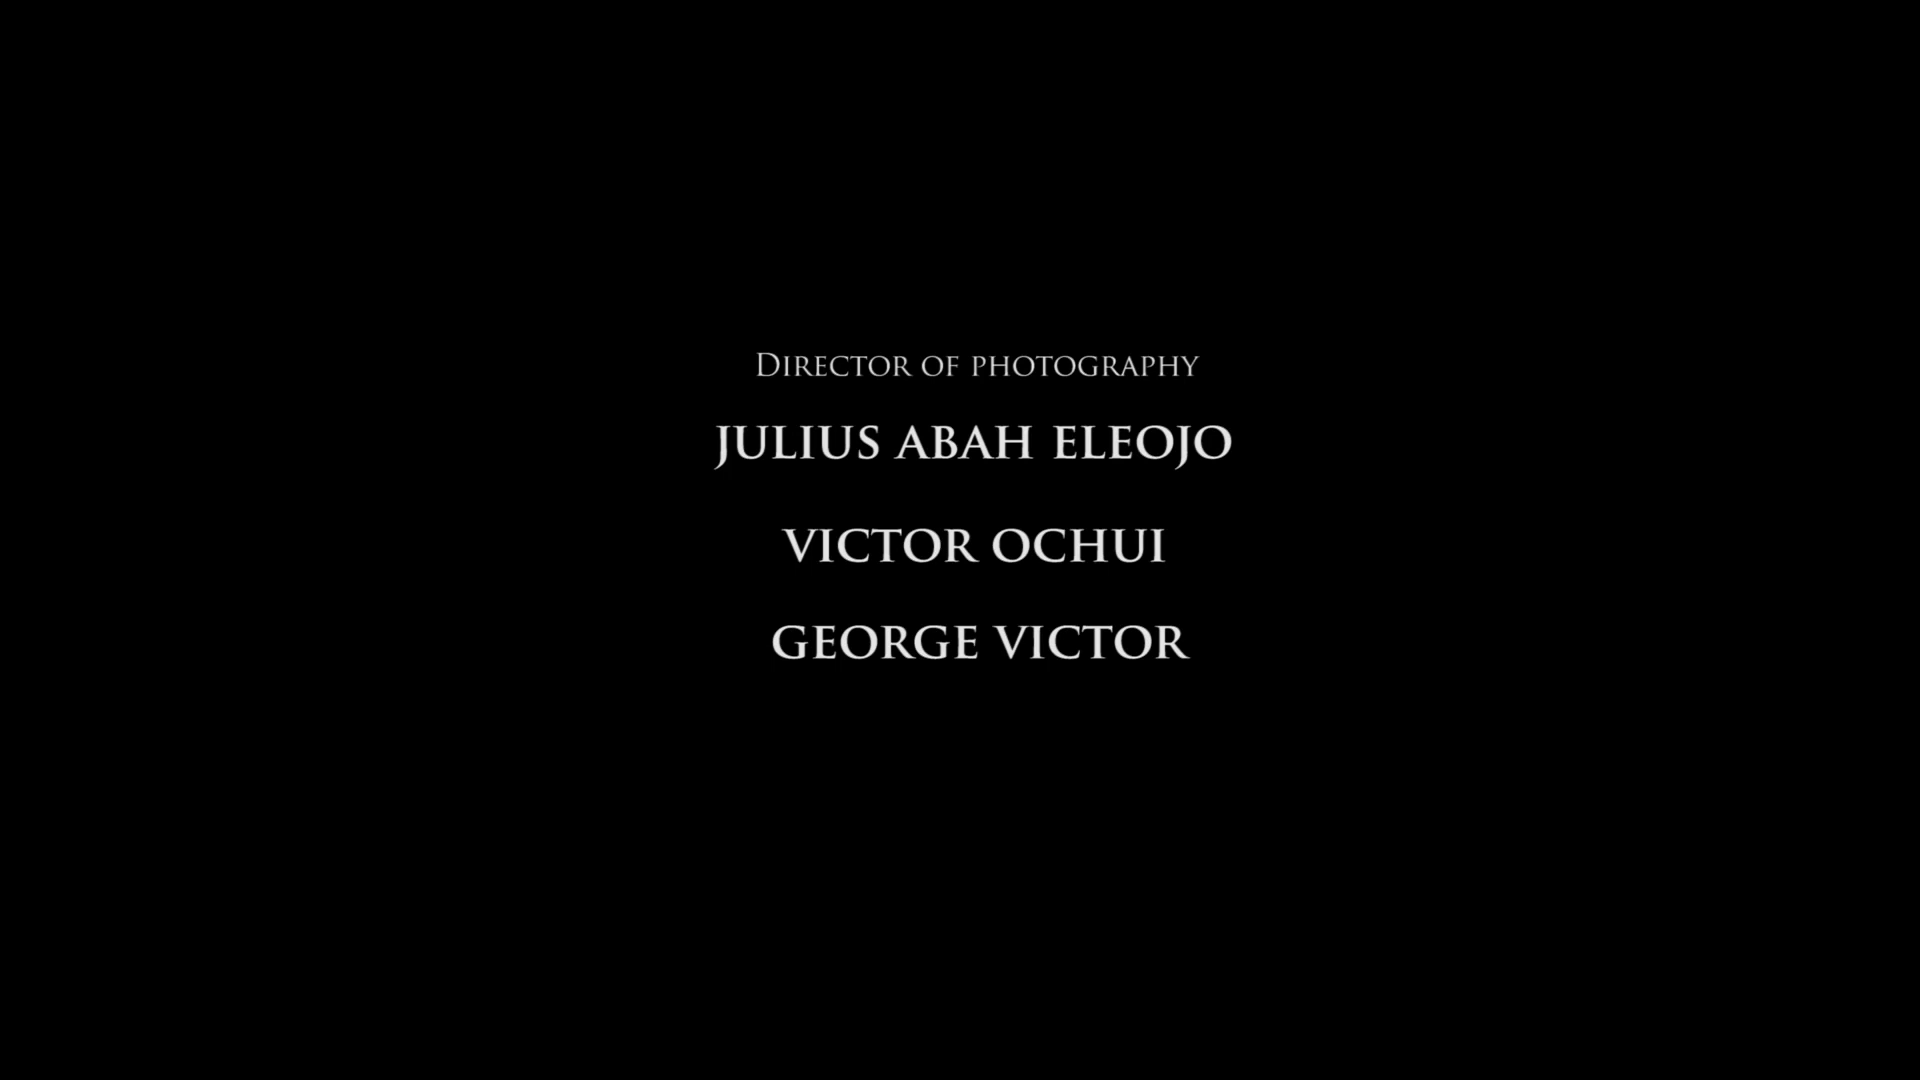 Director of photography
JULIUS ABAH ELEOJO
VICTOR OCHUI
GEORGE VICTOR